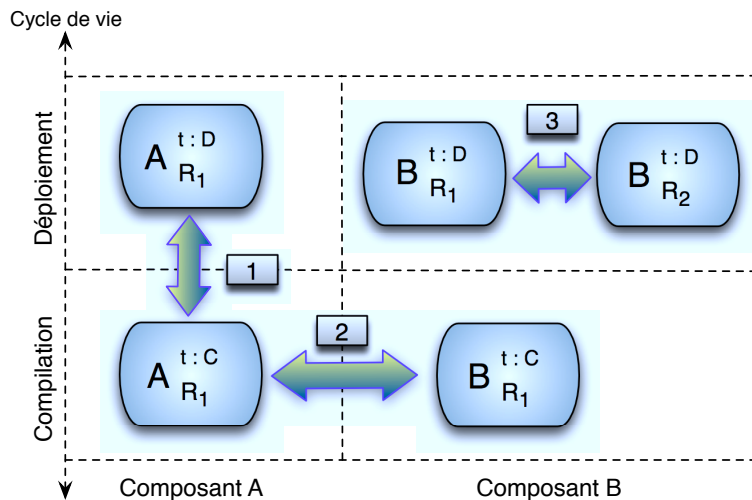 Cycle de vie
Déploiement
A t : D R1
B t : D R1
3
B t : D R2
1
Compilation
A t : C R1
2
B t : C R1
Composant A
Composant B